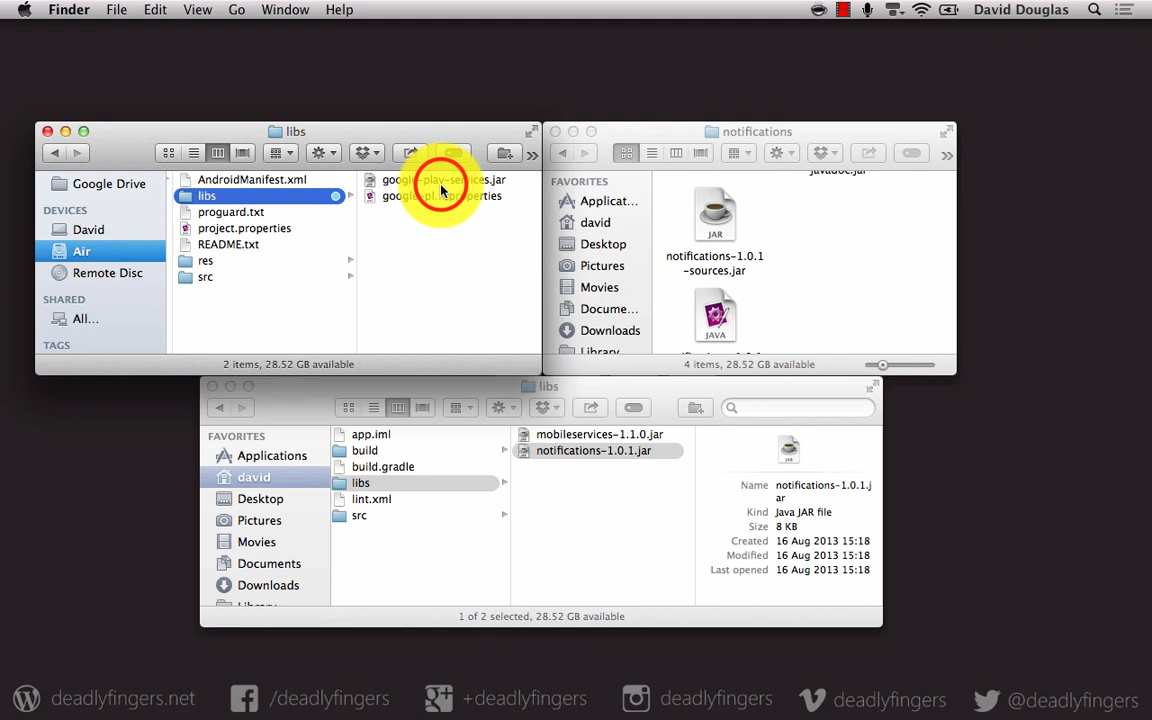 Finder File Edit View Go Window Help David Douglas
libs
Google Drive
DEVICES
David
Air
Remote Disc
SHARED
All...
TAGS
AndroidManifest.xml
libs
proguard.txt
project.properties
README.txt
res
src
google-play-services.jar
google-pl...properties
2 items, 28.52 GB available
notifications
FAVORITES
Applicat...
david
Desktop
Pictures
Movies
Docume...
Downloads
Library
javadoc.jar
JAR
notifications-1.0.1
-sources.jar
JAVA
4 items, 28.52 GB available
libs
FAVORITES
Applications
david
Desktop
Pictures
Movies
Documents
Downloads
Library
app.iml
build
build.gradle
libs
lint.xml
src
mobileservices-1.1.0.jar
notifications-1.0.1.jar
Name notifications-1.0.1.j
ar
Kind Java JAR file
Size 8 KB
Created 16 Aug 2013 15:18
Modified 16 Aug 2013 15:18
Last opened 16 Aug 2013 15:18
1 of 2 selected, 28.52 GB available
deadlyfingers.net /deadlyfingers +deadlyfingers deadlyfingers deadlyfingers @deadlyfingers